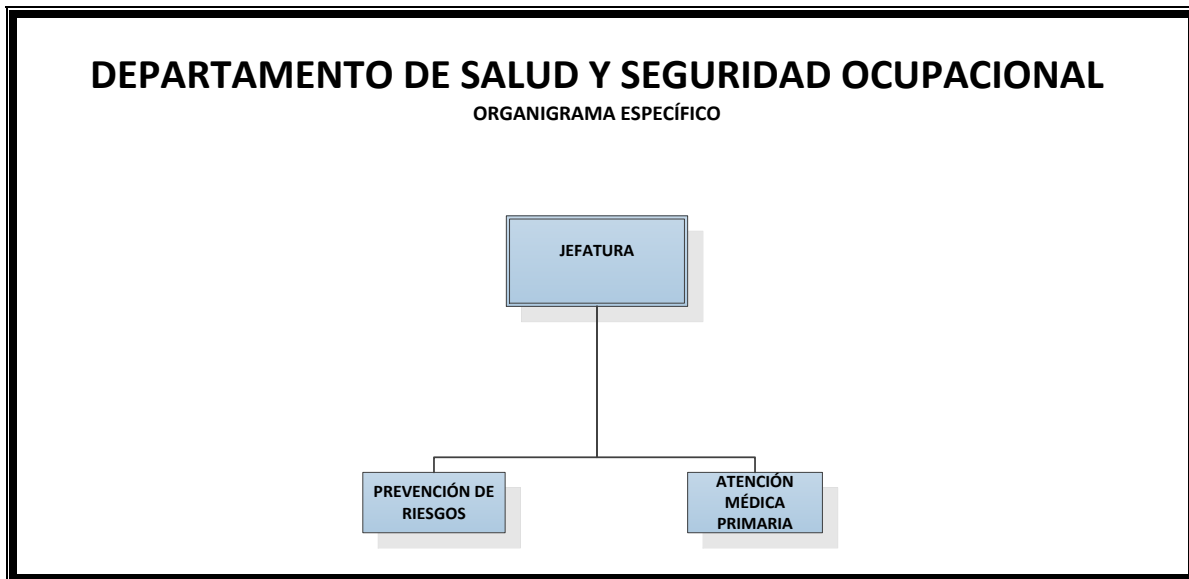 DEPARTAMENTO DE SALUD Y SEGURIDAD OCUPACIONAL
ORGANIGRAMA ESPECÍFICO
JEFATURA
PREVENCIÓN DE
RIESGOS
ATENCIÓN
MÉDICA
PRIMARIA